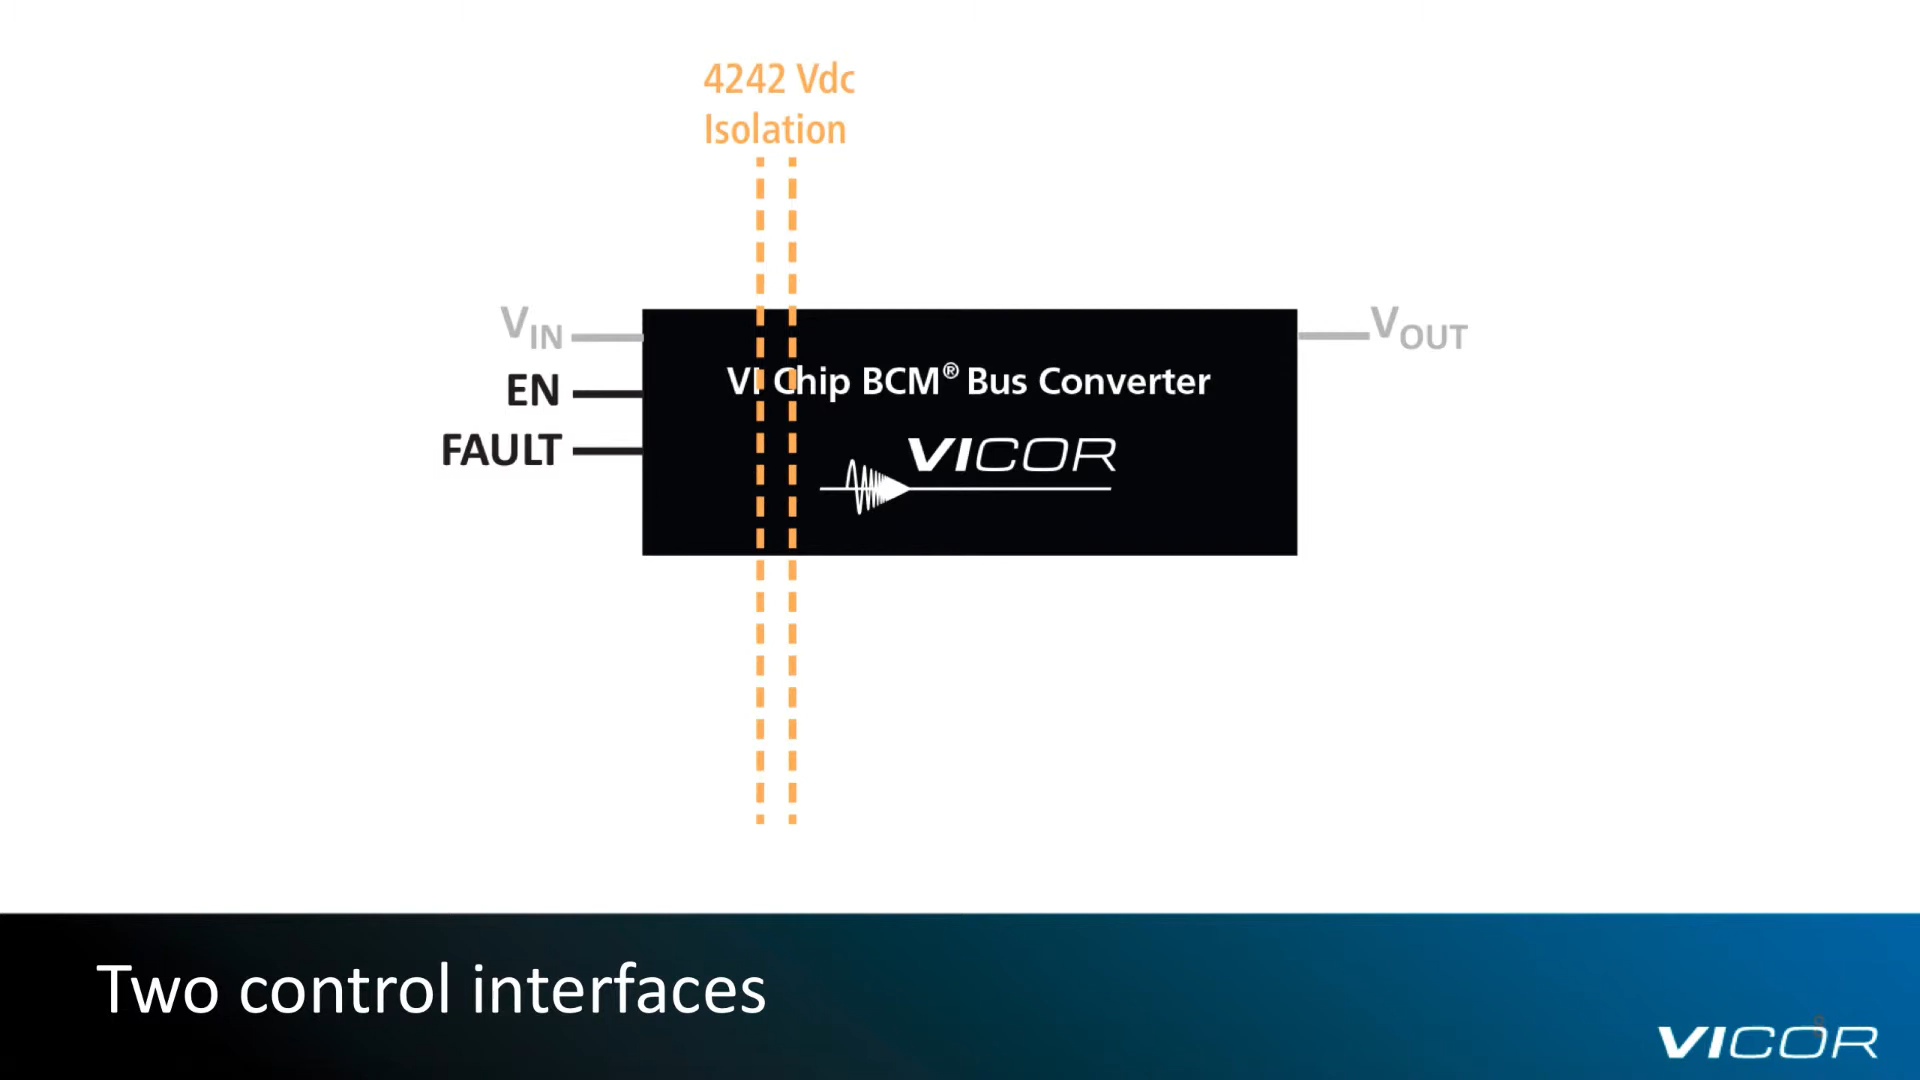 4242 Vdc
Isolation
VIN
VOUT
EN
FAULT
VI Chip BCM® Bus Converter
VICOR
Two control interfaces
VICOR